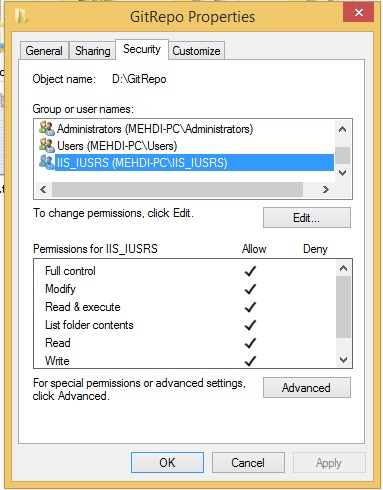 GitRepo Properties
General Sharing Security Customize
Object name: D:\GitRepo
Group or user names:
Administrators (MEHDI-PC\Administrators)
Users (MEHDI-PC\Users)
IIS_IUSRS (MEHDI-PC\IIS_IUSRS)
To change permissions, click Edit.
Edit...
Permissions for IIS_IUSRS Allow Deny
Full control
Modify
Read & execute
List folder contents
Read
Write
For special permissions or advanced settings,
click Advanced.
Advanced
OK Cancel Apply